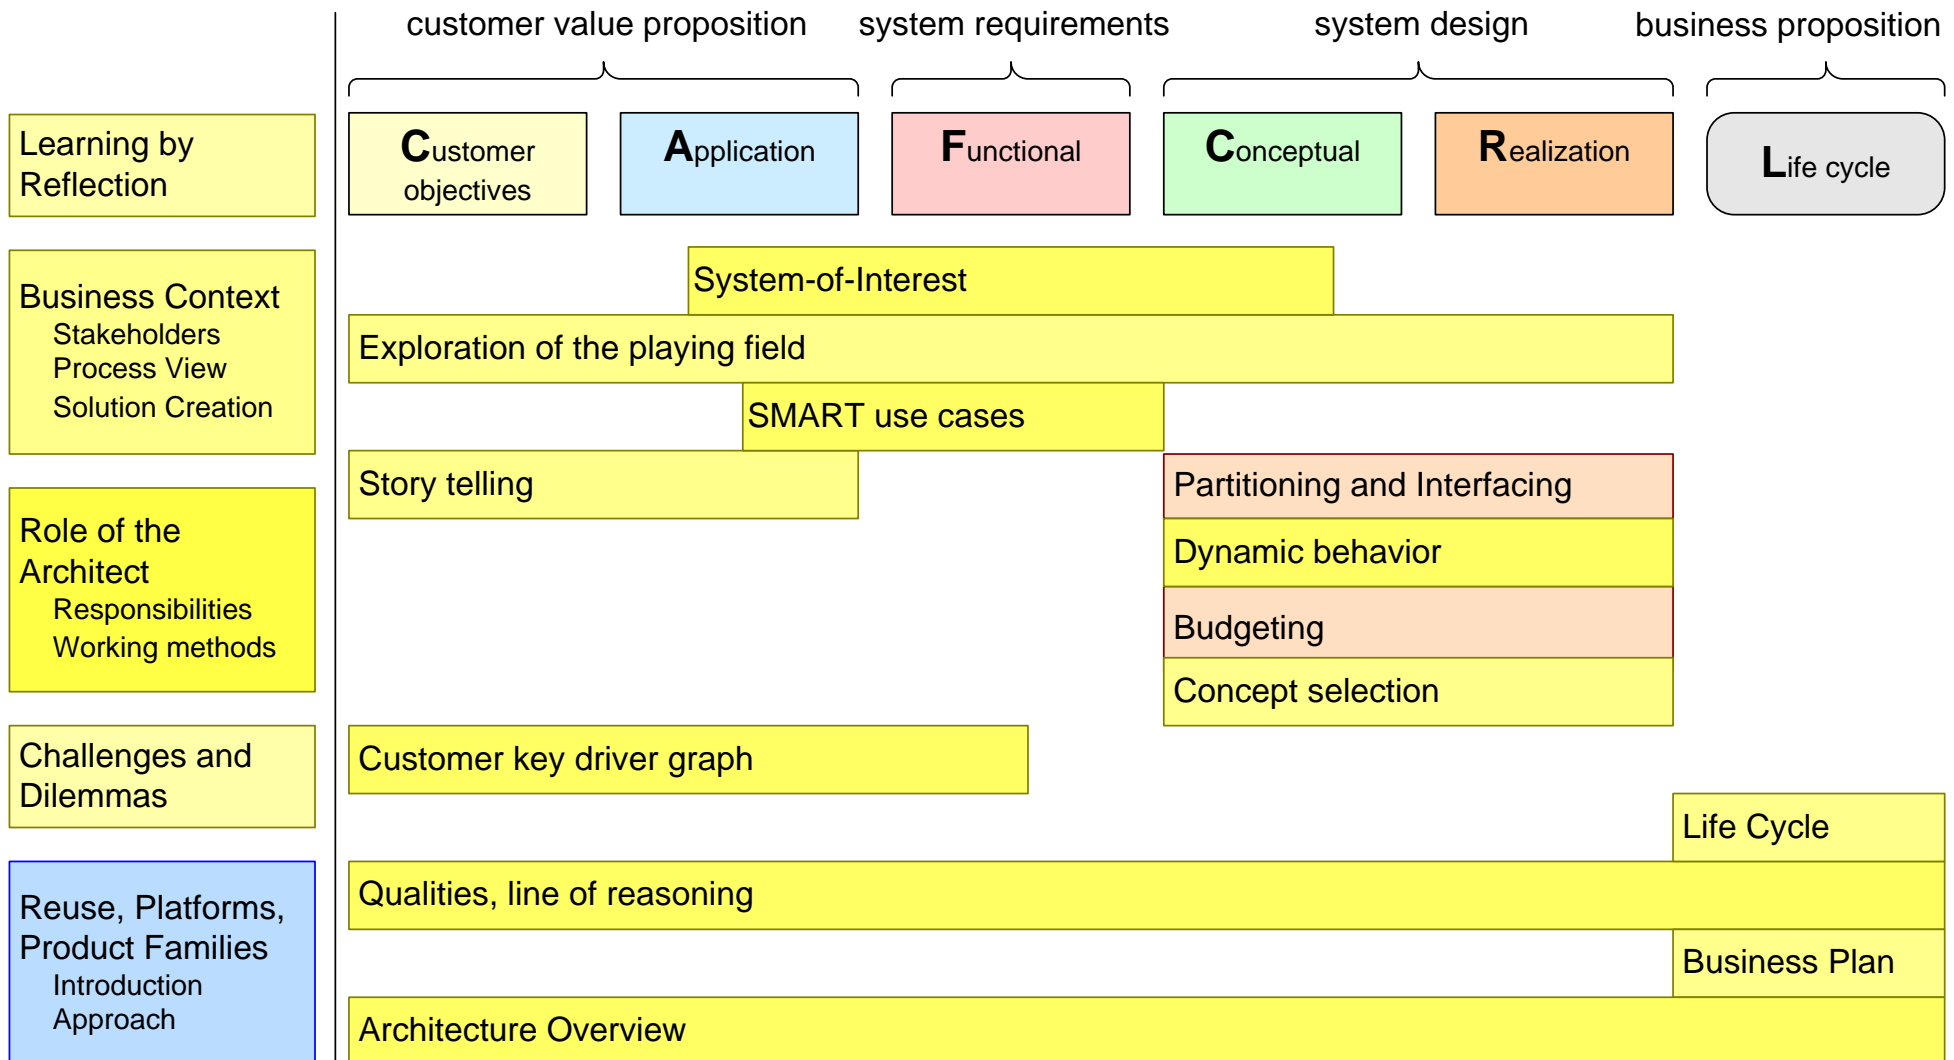 customer value proposition
system requirements
system design
business proposition
Learning by
Reflection
Customer
objectives
Application
Functional
Conceptual
Realization
Life cycle
Business Context
Stakeholders
Process View
Solution Creation
Role of the
Architect
Responsibilities
Working methods
Challenges and
Dilemmas
Reuse, Platforms,
Product Families
Introduction
Approach
System-of-Interest
Exploration of the playing field
SMART use cases
Story telling
Partitioning and Interfacing
Dynamic behavior
Budgeting
Concept selection
Customer key driver graph
Life Cycle
Qualities, line of reasoning
Business Plan
Architecture Overview